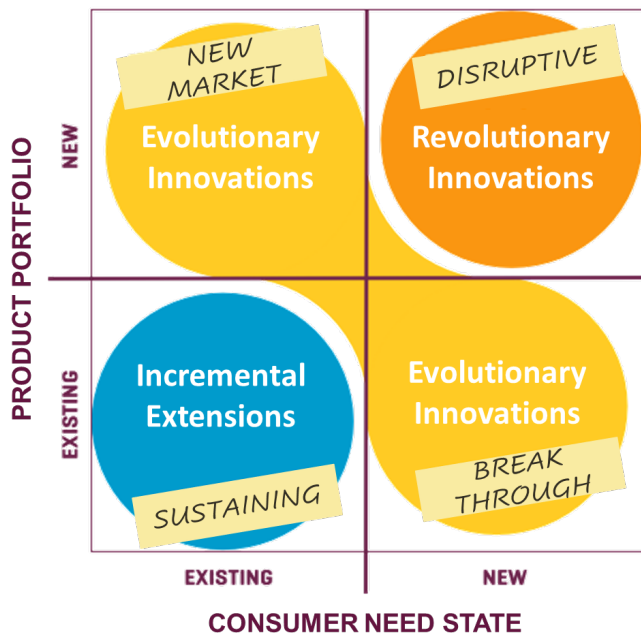 NEW
MARKET
Evolutionary
Innovations
DISRUPTIVE
Revolutionary
Innovations
PRODUCT PORTFOLIO
NEW
EXISTING
Incremental
Extensions
SUSTAINING
Evolutionary
Innovations
BREAK
THROUGH
EXISTING
NEW
CONSUMER NEED STATE